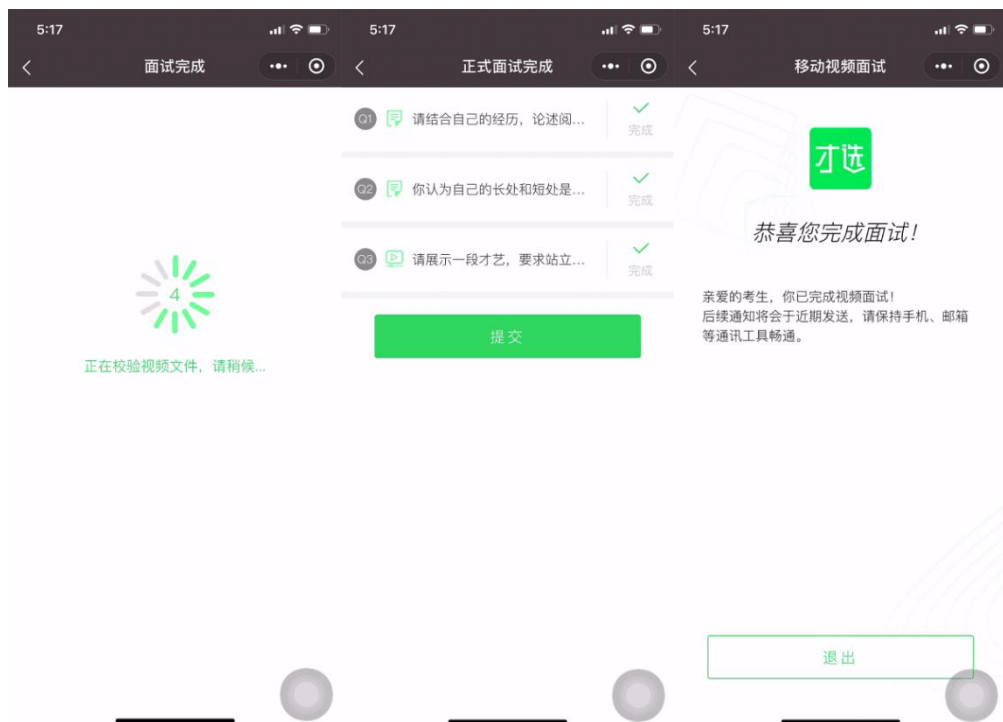 5:17
面试完成
4
正在校验视频文件，请稍候...
5:17
正式面试完成
Q1 请结合自己的经历，论述阅...
完成
Q2 你认为自己的长处和短处是...
完成
Q3 请展示一段才艺，要求站立...
完成
提交
5:17
移动视频面试
才选
恭喜您完成面试！
亲爱的考生，你已完成视频面试！
后续通知将会于近期发送，请保持手机、邮箱
等通讯工具畅通。
退出